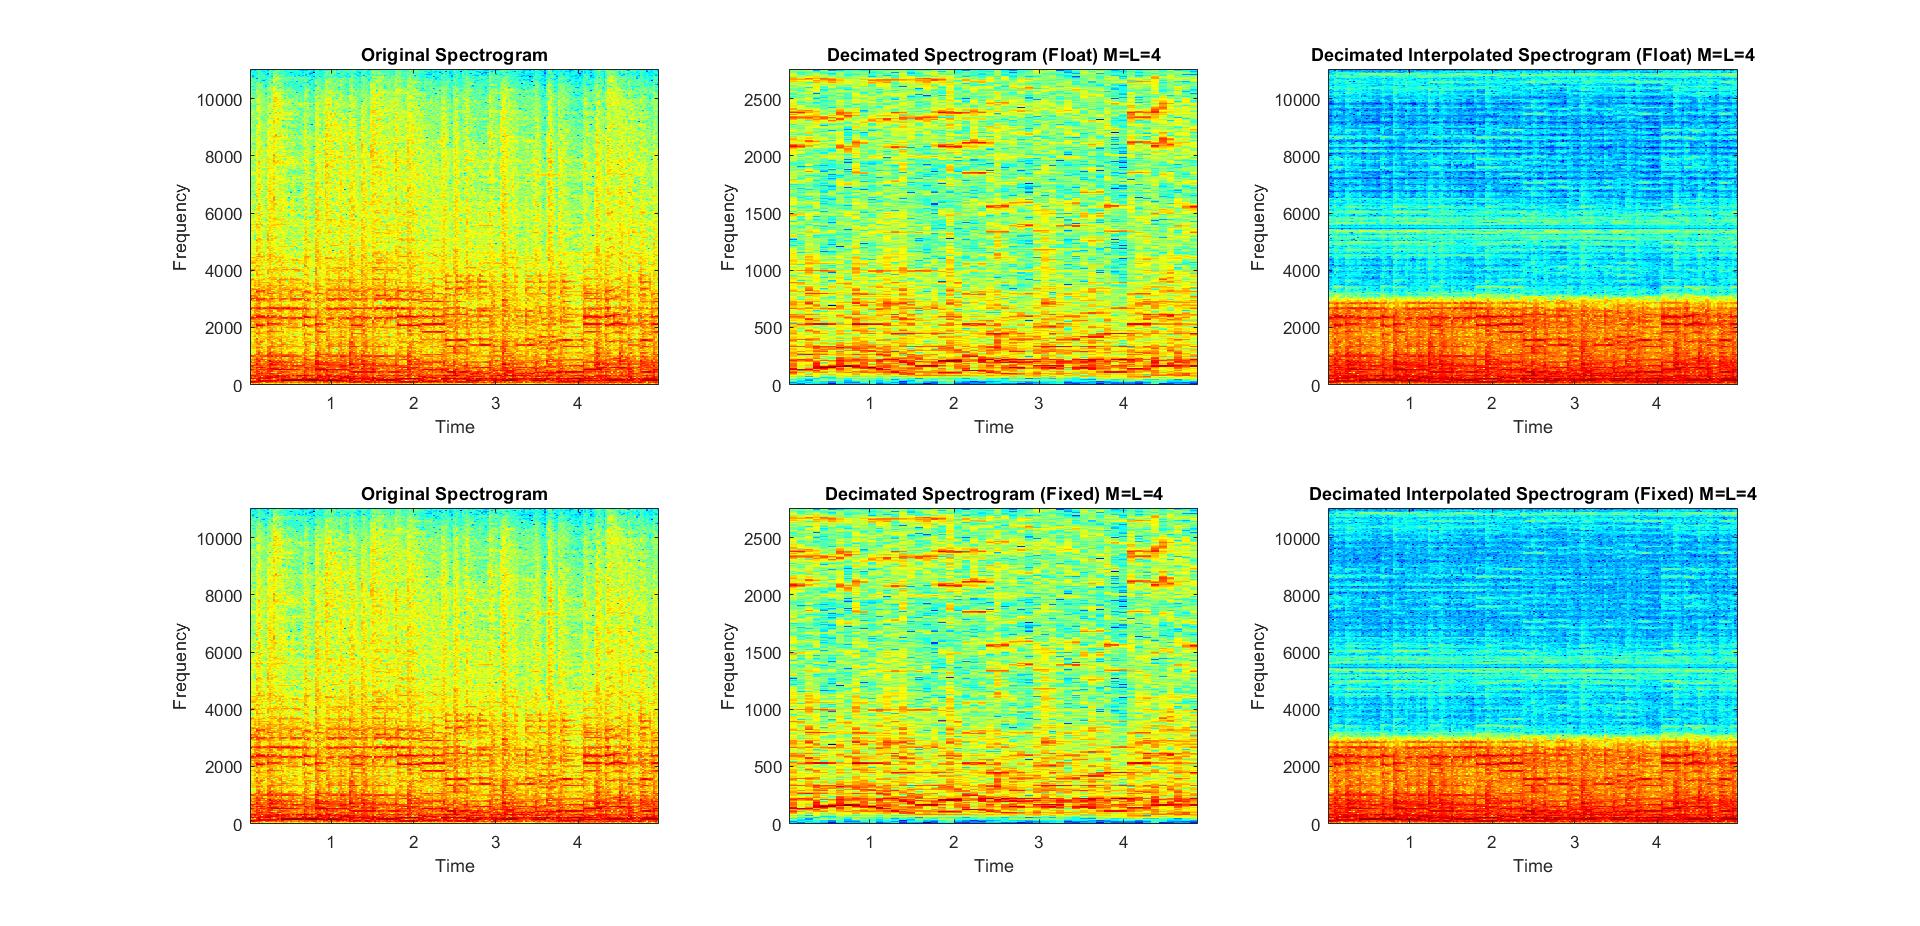 Original Spectrogram
Decimated Spectrogram (Float) M=L=4
Decimated Interpolated Spectrogram (Float) M=L=4
Frequency
10000
8000
6000
4000
2000
0
1 2 3 4
Time
Frequency
2500
2000
1500
1000
500
0
1 2 3 4
Time
Frequency
10000
8000
6000
4000
2000
0
1 2 3 4
Time
Original Spectrogram
Decimated Spectrogram (Fixed) M=L=4
Decimated Interpolated Spectrogram (Fixed) M=L=4
Frequency
10000
8000
6000
4000
2000
0
1 2 3 4
Time
Frequency
2500
2000
1500
1000
500
0
1 2 3 4
Time
Frequency
10000
8000
6000
4000
2000
0
1 2 3 4
Time